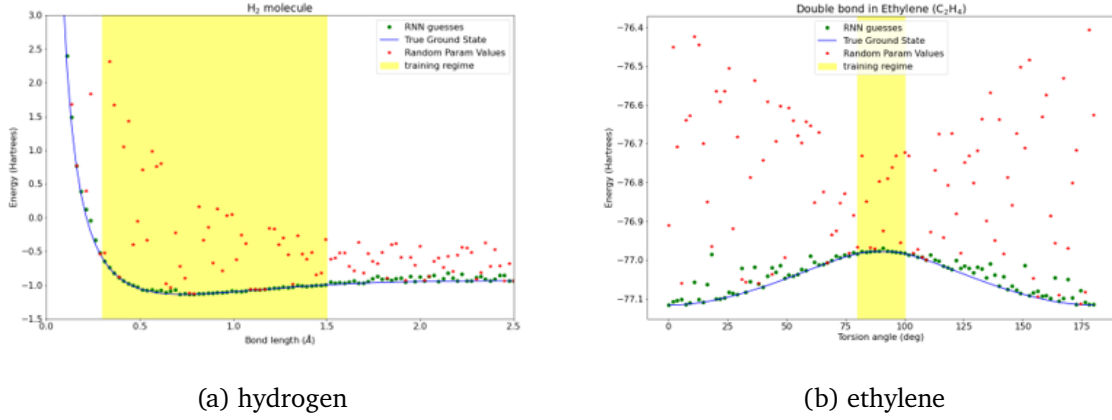 H₂ molecule
3.0
2.5
2.0
1.5
1.0
0.5
0.0
−0.5
−1.0
−1.5
Energy (Hartrees)
RNN guesses
True Ground State
Random Param Values
training regime
0.0 0.5 1.0 1.5 2.0 2.5
Bond length (Å)
Double bond in Ethylene (C₂H₄)
−76.4
−76.5
−76.6
−76.7
−76.8
−76.9
−77.0
−77.1
Energy (Hartrees)
RNN guesses
True Ground State
Random Param Values
training regime
0 25 50 75 100 125 150 175
Torsion angle (deg)
(a) hydrogen
(b) ethylene